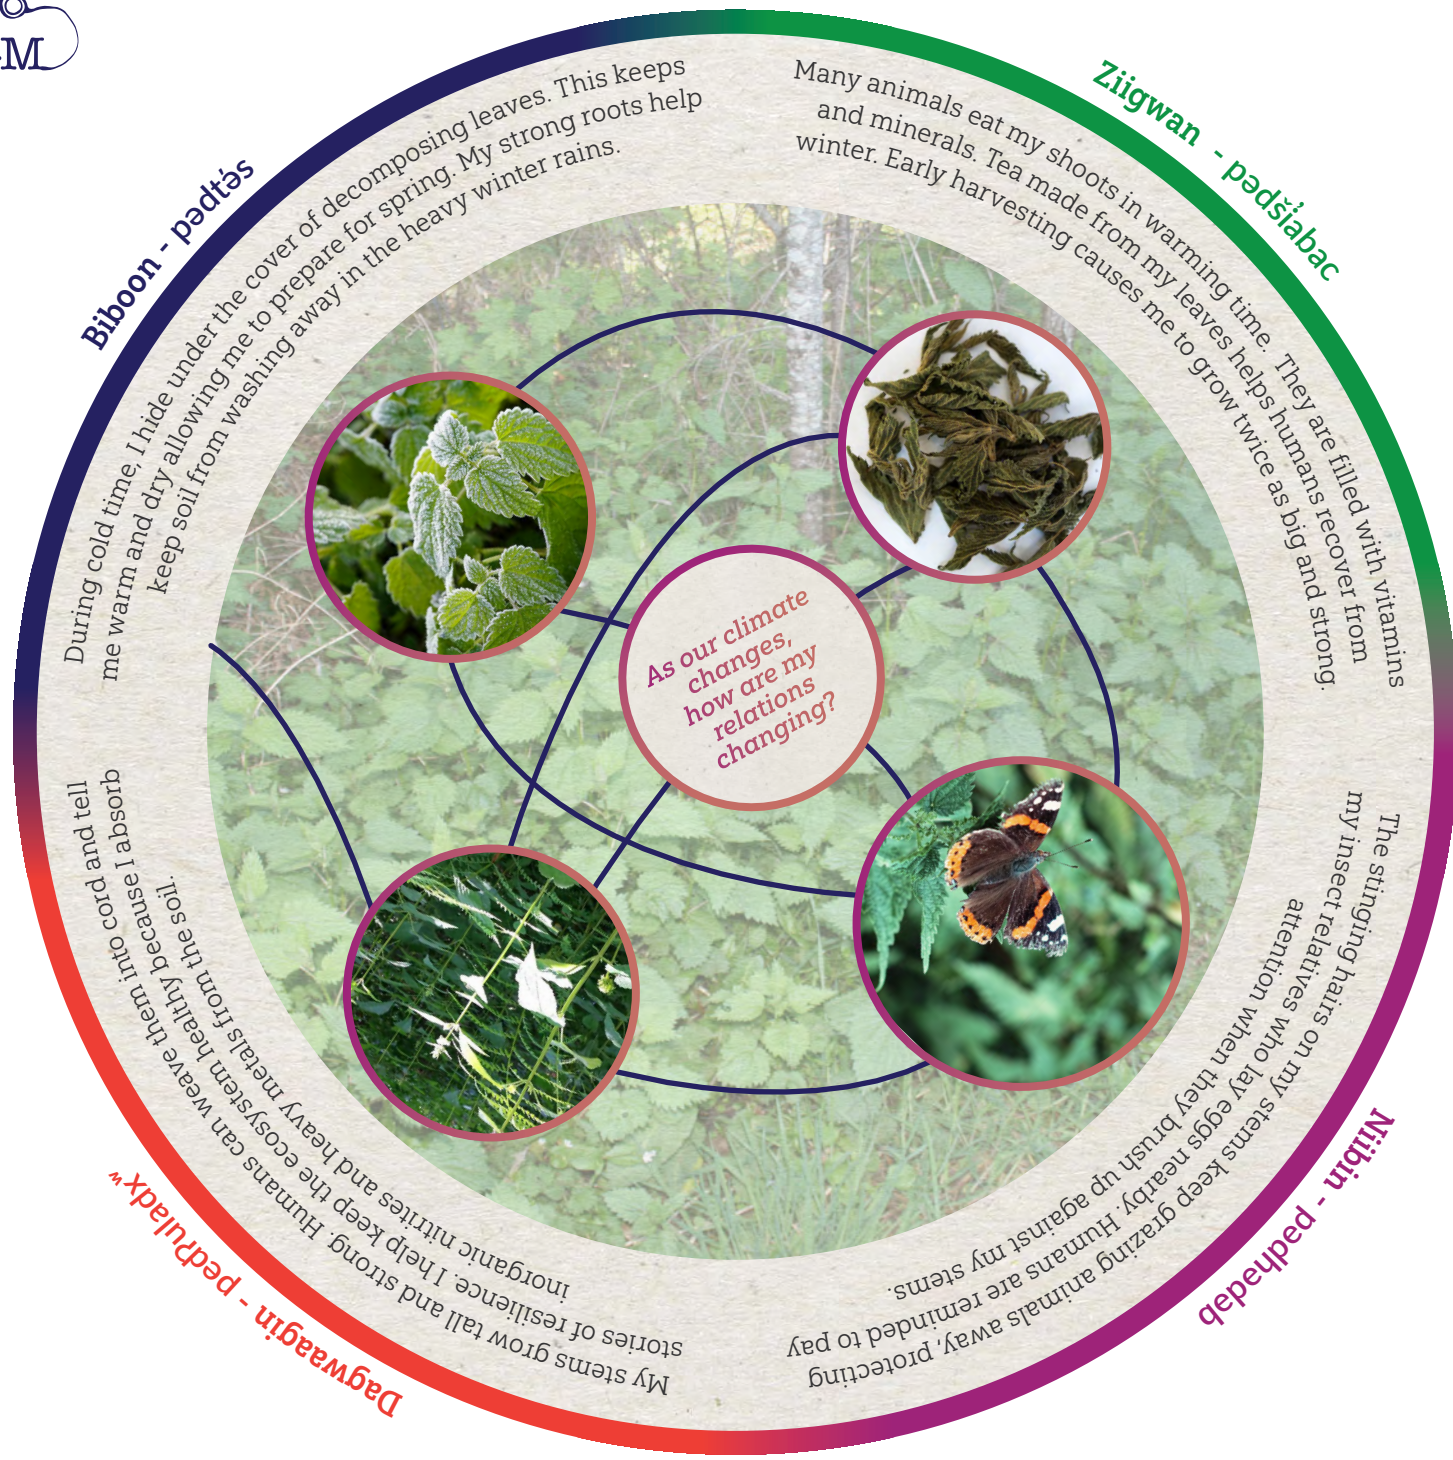 M
Biboon - pədtə́s
During cold time, I hide under the cover of decomposing leaves. This keeps
me warm and dry allowing me to prepare for spring. My strong roots help
keep soil from washing away in the heavy winter rains.
Ziigwan - pədšiʼabac
Many animals eat my shoots in warming time. They are filled with vitamins
and minerals. Tea made from my leaves helps humans recover from
winter. Early harvesting causes me to grow twice as big and strong.
As our climate
changes,
how are my
relations
changing?
Niibin - pədhədəb
The stinging hairs on my stems keep grazing animals away, protecting
my insect relatives who lay eggs nearby. Humans are reminded to pay
attention when they brush up against my stems.
Dagwaagin - pədʔuladxʷ
My stems grow tall and strong. Humans can weave them into cord and tell
stories of resilience. I help keep the ecosystem healthy because I absorb
inorganic nitrites and heavy metals from the soil.